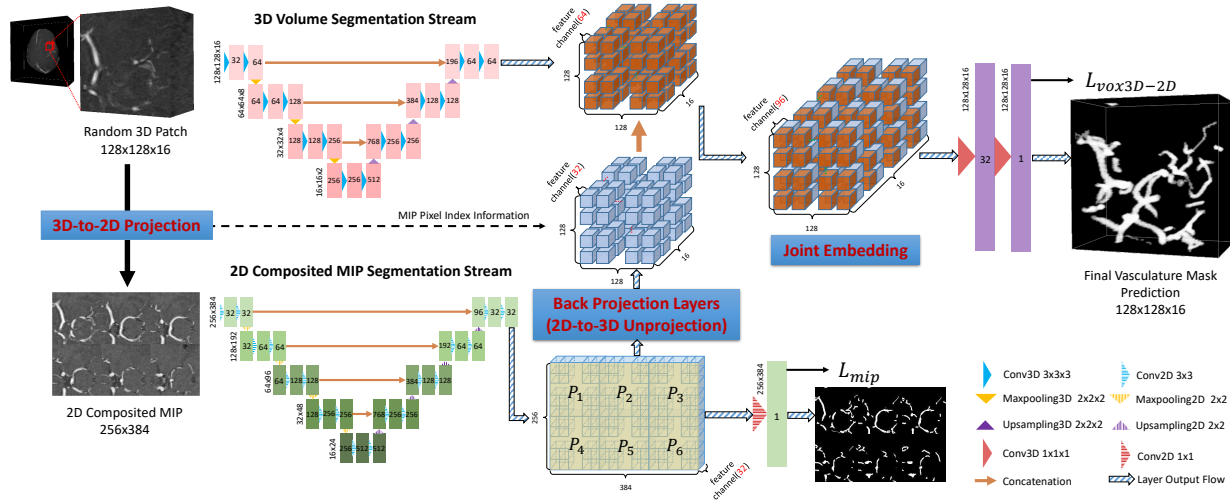 3D Volume Segmentation Stream
128x128x16
32
64
196
64
64
64x64x8
64
64
128
384
128
128
32x32x4
128
128
256
768
256
256
16x16x2
256
256
512
Random 3D Patch
128x128x16
3D-to-2D Projection
MIP Pixel Index Information
2D Composited MIP
256x384
2D Composited MIP Segmentation Stream
256x384
32
32
96
32
32
128x192
32
64
64
192
64
64
64x96
64
128
128
384
128
128
32x48
128
256
256
768
256
256
16x24
256
512
512
feature
channel(64)
128
128
16
feature
channel(32)
128
128
16
Back Projection Layers
(2D-to-3D Unprojection)
P1
P2
P3
P4
P5
P6
256
384
feature
channel(32)
256x384
1
Lmip
feature
channel(96)
128
128
16
Joint Embedding
128x128x16
32
128x128x16
1
Lvox3D−2D
Final Vasculature Mask
Prediction
128x128x16
Conv3D 3x3x3
Maxpooling3D 2x2x2
Upsampling3D 2x2x2
Conv3D 1x1x1
Concatenation
Conv2D 3x3
Maxpooling2D 2x2
Upsampling2D 2x2
Conv2D 1x1
Layer Output Flow